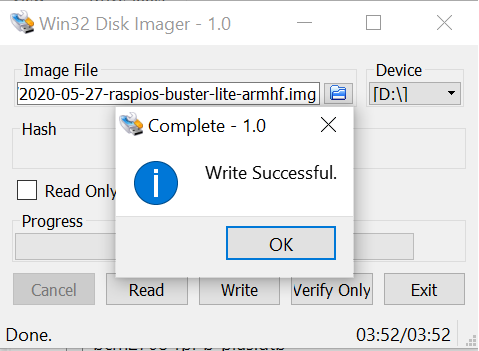 Win32 Disk Imager - 1.0
Image File
Device
2020-05-27-raspios-buster-lite-armhf.img
[D:\]
Hash
Complete - 1.0
Write Successful.
Read Only
OK
Progress
Cancel
Read
Write
Verify Only
Exit
Done.
03:52/03:52